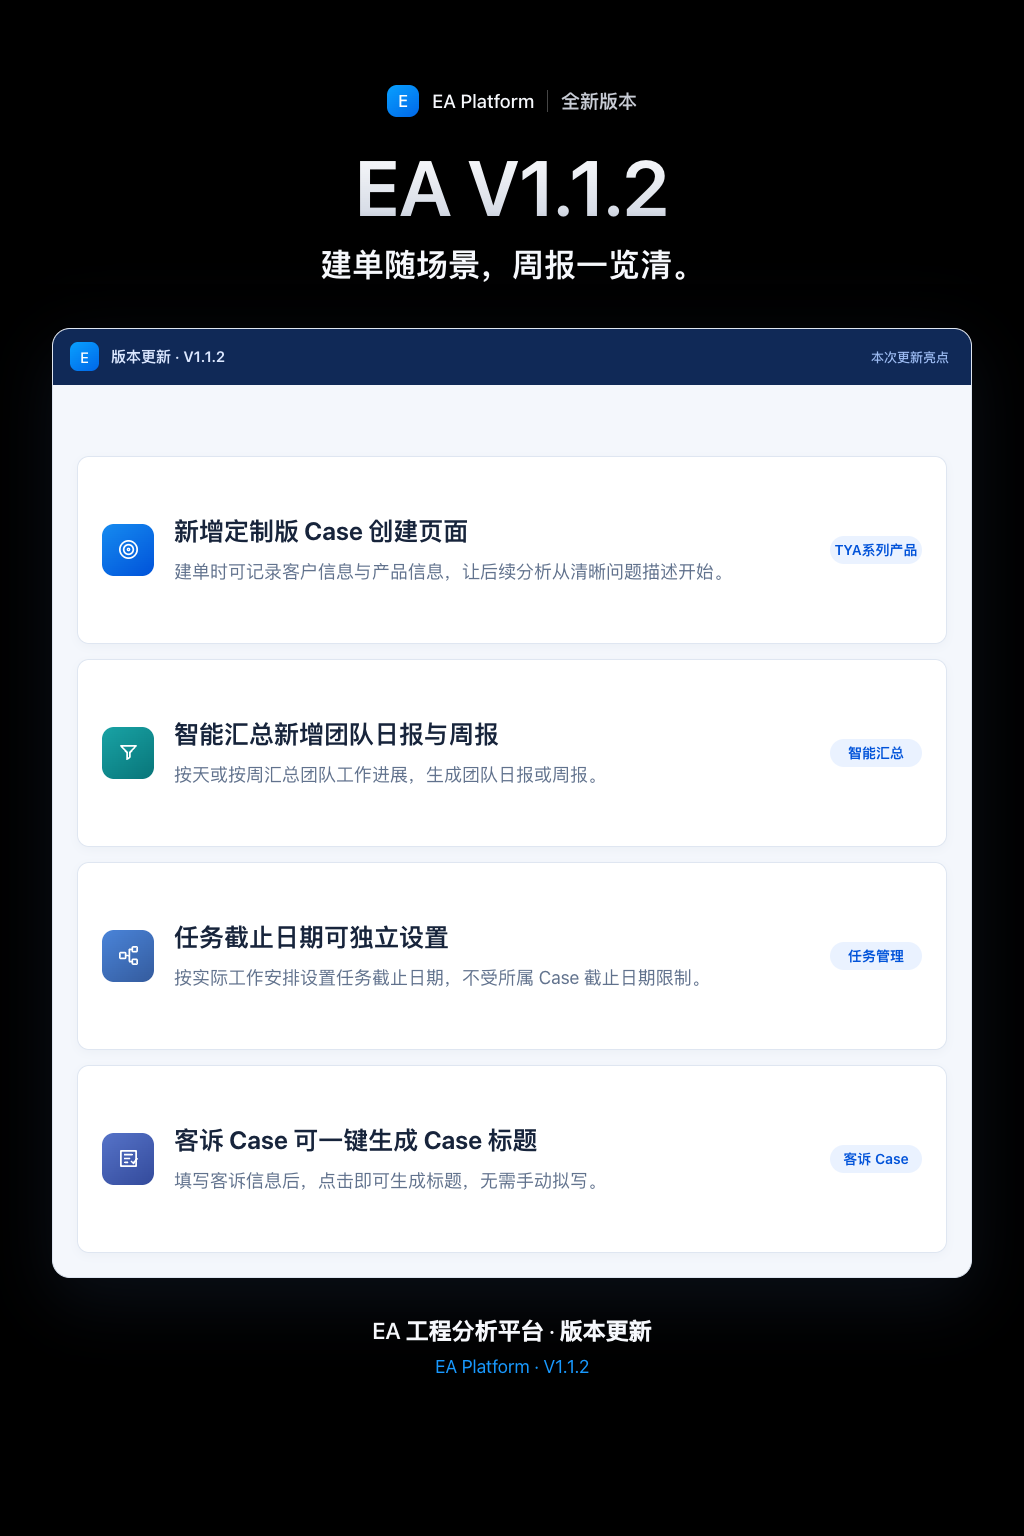 E EA Platform 全新版本
EA V1.1.2
建单随场景，周报一览清。
E 版本更新 · V1.1.2 本次更新亮点
新增定制版 Case 创建页面
建单时可记录客户信息与产品信息，让后续分析从清晰问题描述开始。
TYA系列产品
智能汇总新增团队日报与周报
按天或按周汇总团队工作进展，生成团队日报或周报。
智能汇总
任务截止日期可独立设置
按实际工作安排设置任务截止日期，不受所属 Case 截止日期限制。
任务管理
客诉 Case 可一键生成 Case 标题
填写客诉信息后，点击即可生成标题，无需手动拟写。
客诉 Case
EA 工程分析平台 · 版本更新
EA Platform · V1.1.2